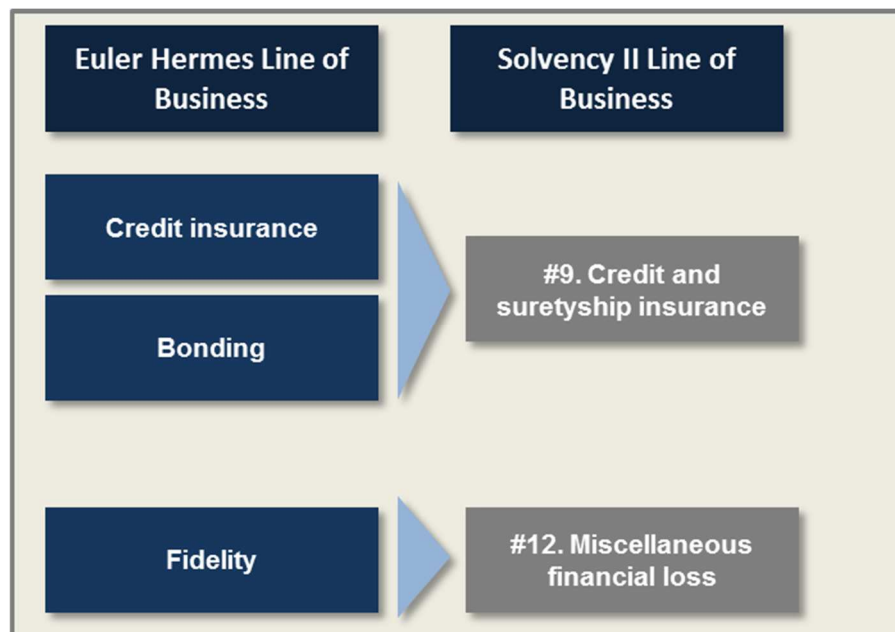 Euler Hermes Line of
Business
Solvency II Line of
Business
Credit insurance
Bonding
#9. Credit and
suretyship insurance
Fidelity
#12. Miscellaneous
financial loss